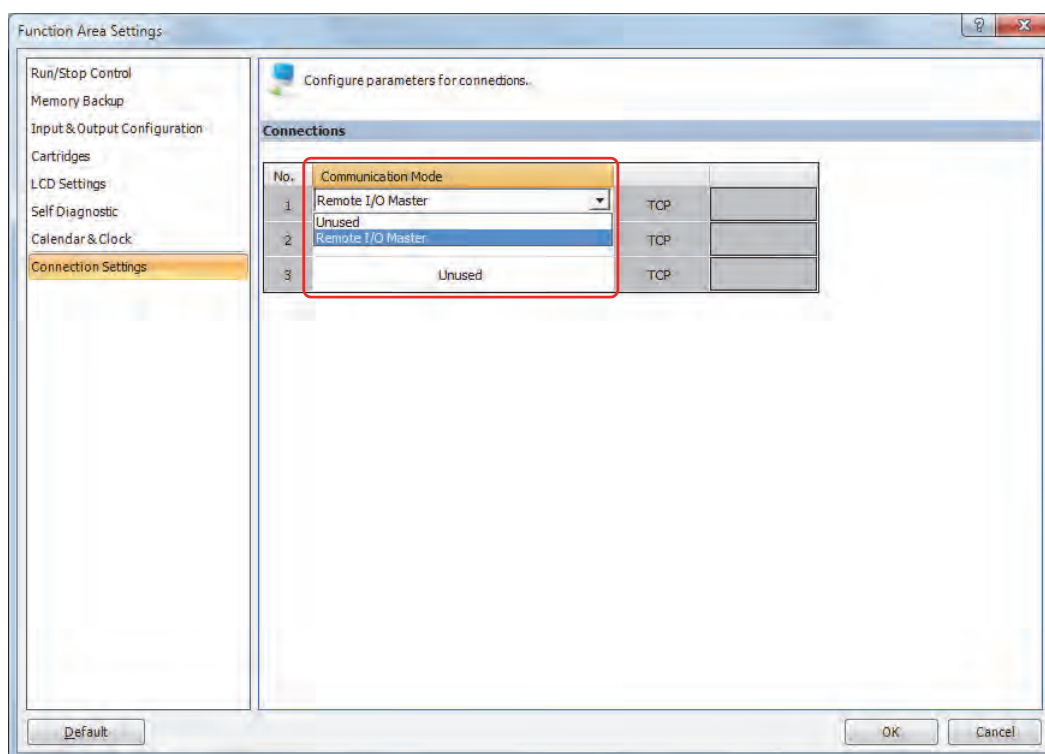 Function Area Settings
Run/Stop Control
Memory Backup
Input & Output Configuration
Cartridges
LCD Settings
Self Diagnostic
Calendar & Clock
Connection Settings
Configure parameters for connections.
Connections
No. Communication Mode
1 Remote I/O Master TCP
Unused
2 Remote I/O Master TCP
3 Unused TCP
Default OK Cancel